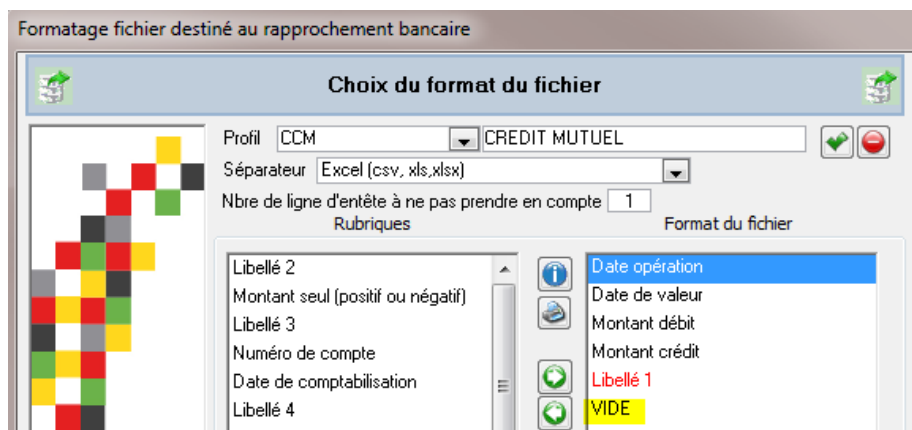 Formatage fichier destiné au rapprochement bancaire
Choix du format du fichier
Profil CCM CREDIT MUTUEL
Séparateur Excel (csv, xls,xlsx)
Nbre de ligne d'entête à ne pas prendre en compte 1
Rubriques Format du fichier
Libellé 2 Date opération
Montant seul (positif ou négatif) Date de valeur
Libellé 3 Montant débit
Numéro de compte Montant crédit
Date de comptabilisation Libellé 1
Libellé 4 VIDE